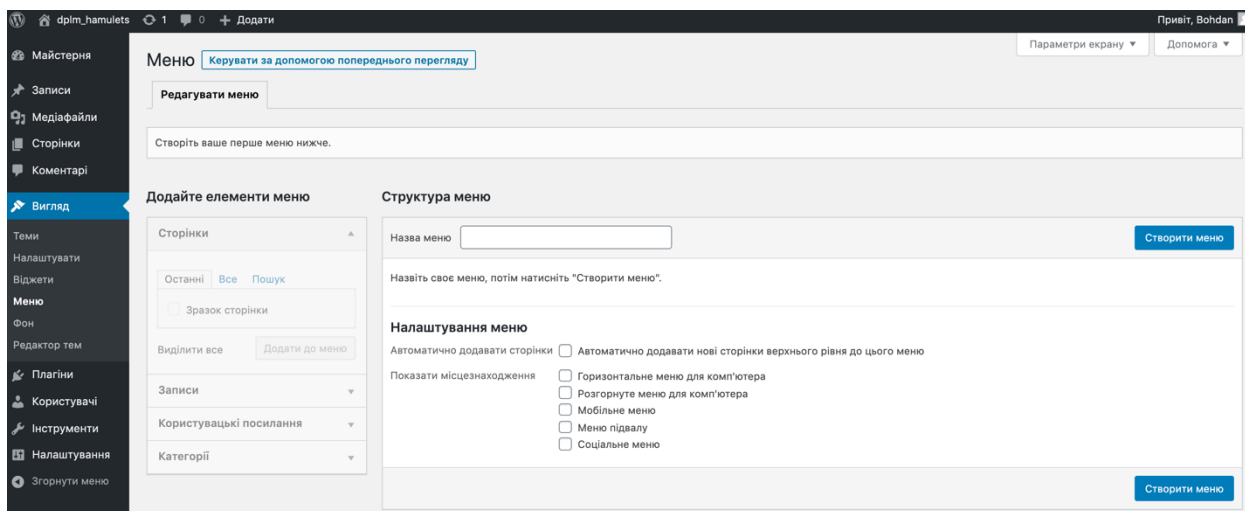 dplm_hamulets 1 0 + Додати
Привіт, Bohdan
Майстерня
Записи
Медіафайли
Сторінки
Коментарі
Вигляд
Теми
Налаштувати
Віджети
Меню
Фон
Редактор тем
Плагіни
Користувачі
Інструменти
Налаштування
Згорнути меню
Параметри екрану ▼
Допомога ▼
Меню
Керувати за допомогою попереднього перегляду
Редагувати меню
Створіть ваше перше меню нижче.
Додайте елементи меню
Сторінки
Останні Все Пошук
Зразок сторінки
Виділити все Додати до меню
Записи
Користувацькі посилання
Категорії
Структура меню
Назва меню
Створити меню
Назвіть своє меню, потім натисніть "Створити меню".
Налаштування меню
Автоматично додавати сторінки Автоматично додавати нові сторінки верхнього рівня до цього меню
Показати місцезнаходження Горизонтальне меню для комп'ютера
Розгорнуте меню для комп'ютера
Мобільне меню
Меню підвалу
Соціальне меню
Створити меню